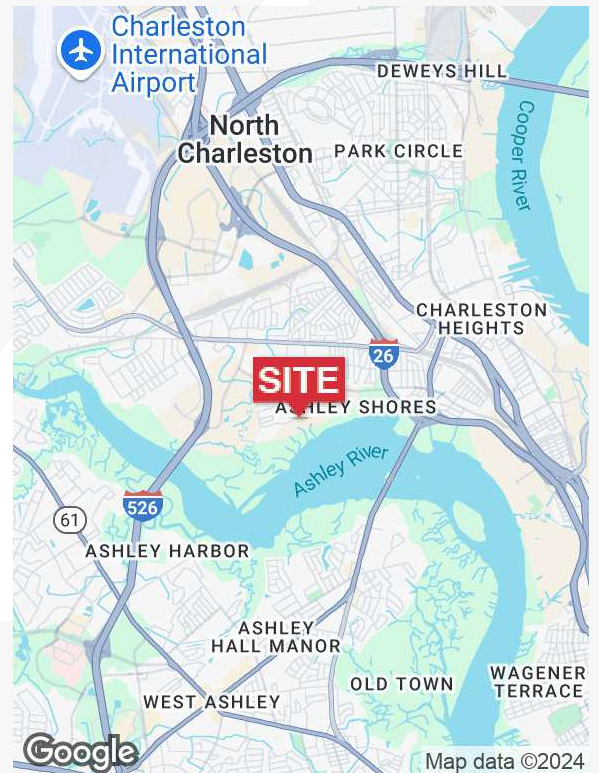 Charleston
International
Airport
DEWEYS HILL
Cooper River
North
Charleston
PARK CIRCLE
CHARLESTON
HEIGHTS
26
SITE
ASHLEY SHORES
Ashley River
526
61
ASHLEY HARBOR
ASHLEY
HALL MANOR
OLD TOWN
WAGENER
TERRACE
WEST ASHLEY
Google
Map data ©2024